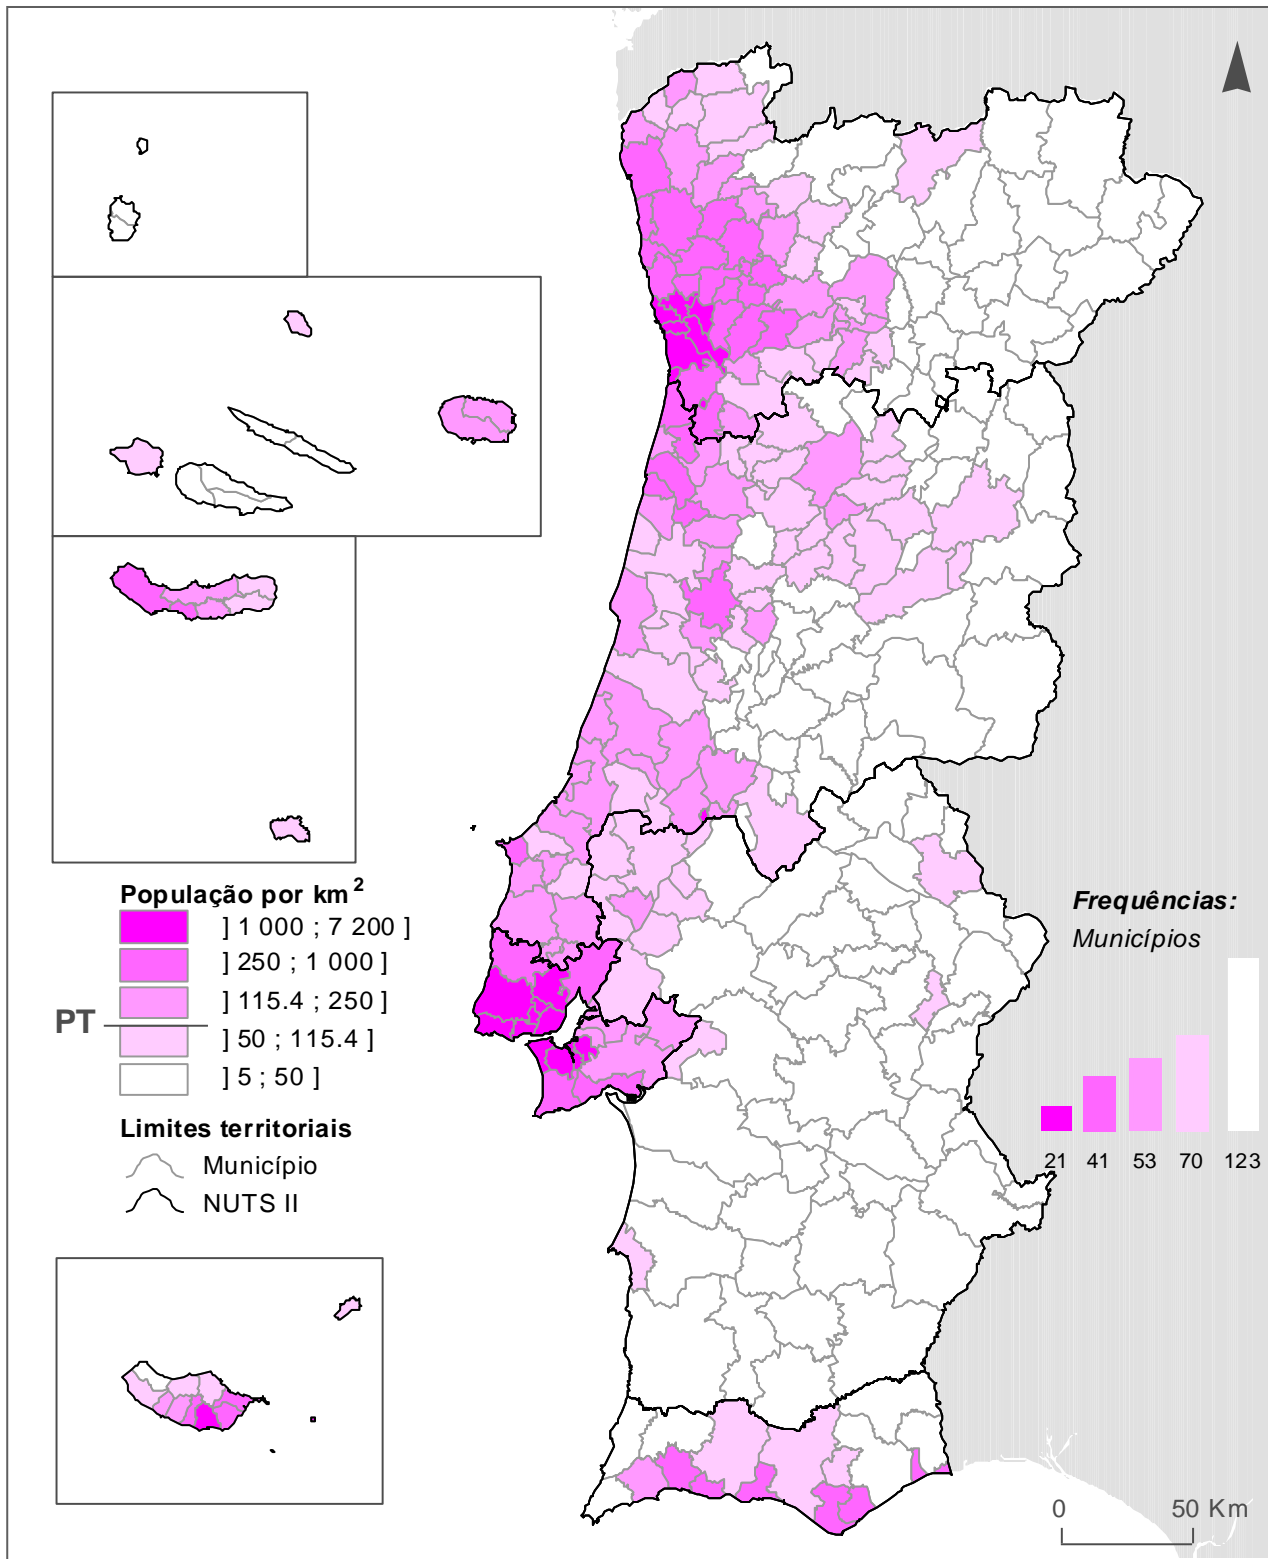 População por km2
] 1 000 ; 7 200 ]
] 250 ; 1 000 ]
] 115.4 ; 250 ]
PT
] 50 ; 115.4 ]
] 5 ; 50 ]
Limites territoriais
Município
NUTS II
Frequências:
Municípios
21 41 53 70 123
0 50 Km